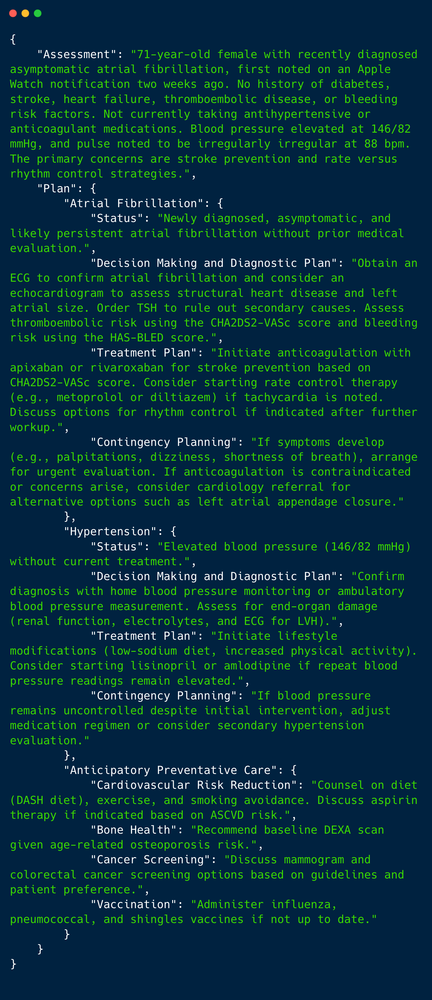 {
    "Assessment": "71-year-old female with recently diagnosed
asymptomatic atrial fibrillation, first noted on an Apple
Watch notification two weeks ago. No history of diabetes,
stroke, heart failure, thromboembolic disease, or bleeding
risk factors. Not currently taking antihypertensive or
anticoagulant medications. Blood pressure elevated at 146/82
mmHg, and pulse noted to be irregularly irregular at 88 bpm.
The primary concerns are stroke prevention and rate versus
rhythm control strategies.",
    "Plan": {
        "Atrial Fibrillation": {
            "Status": "Newly diagnosed, asymptomatic, and
likely persistent atrial fibrillation without prior medical
evaluation.",
            "Decision Making and Diagnostic Plan": "Obtain an
ECG to confirm atrial fibrillation and consider an
echocardiogram to assess structural heart disease and left
atrial size. Order TSH to rule out secondary causes. Assess
thromboembolic risk using the CHA2DS2-VASc score and bleeding
risk using the HAS-BLED score.",
            "Treatment Plan": "Initiate anticoagulation with
apixaban or rivaroxaban for stroke prevention based on
CHA2DS2-VASc score. Consider starting rate control therapy
(e.g., metoprolol or diltiazem) if tachycardia is noted.
Discuss options for rhythm control if indicated after further
workup.",
            "Contingency Planning": "If symptoms develop
(e.g., palpitations, dizziness, shortness of breath), arrange
for urgent evaluation. If anticoagulation is contraindicated
or concerns arise, consider cardiology referral for
alternative options such as left atrial appendage closure."
        },
        "Hypertension": {
            "Status": "Elevated blood pressure (146/82 mmHg)
without current treatment.",
            "Decision Making and Diagnostic Plan": "Confirm
diagnosis with home blood pressure monitoring or ambulatory
blood pressure measurement. Assess for end-organ damage
(renal function, electrolytes, and ECG for LVH).",
            "Treatment Plan": "Initiate lifestyle
modifications (low-sodium diet, increased physical activity).
Consider starting lisinopril or amlodipine if repeat blood
pressure readings remain elevated.",
            "Contingency Planning": "If blood pressure
remains uncontrolled despite initial intervention, adjust
medication regimen or consider secondary hypertension
evaluation."
        },
        "Anticipatory Preventative Care": {
            "Cardiovascular Risk Reduction": "Counsel on diet
(DASH diet), exercise, and smoking avoidance. Discuss aspirin
therapy if indicated based on ASCVD risk.",
            "Bone Health": "Recommend baseline DEXA scan
given age-related osteoporosis risk.",
            "Cancer Screening": "Discuss mammogram and
colorectal cancer screening options based on guidelines and
patient preference.",
            "Vaccination": "Administer influenza,
pneumococcal, and shingles vaccines if not up to date."
        }
    }
}